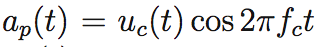 a_p(t) = u_c(t) cos 2πf_c t